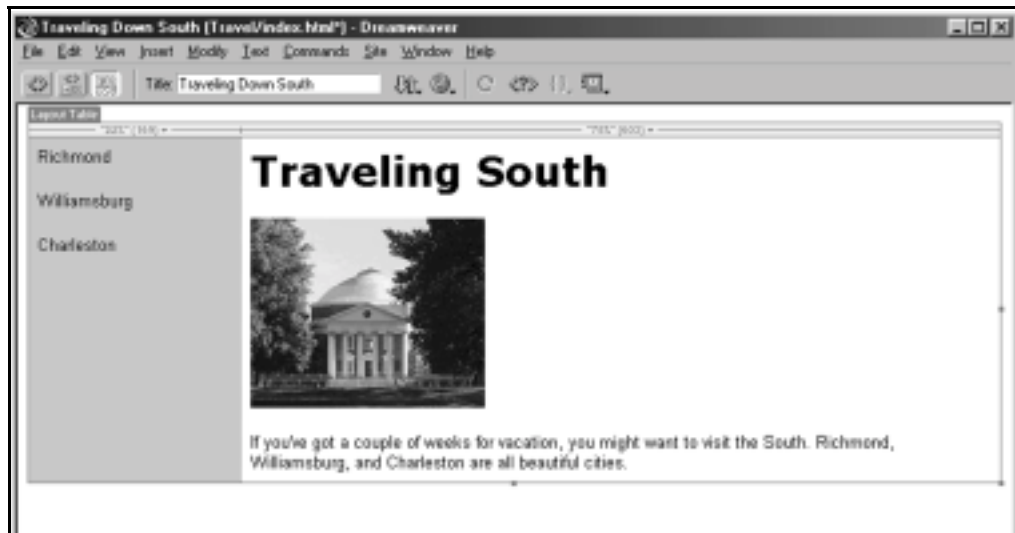 Traveling Down South (Travel/index.html*) - Dreamweaver
File Edit View Insert Modify Text Commands Site Window Help
Title: Traveling Down South
Layout Table
Richmond
Williamsburg
Charleston
Traveling South
If you've got a couple of weeks for vacation, you might want to visit the South. Richmond,
Williamsburg, and Charleston are all beautiful cities.